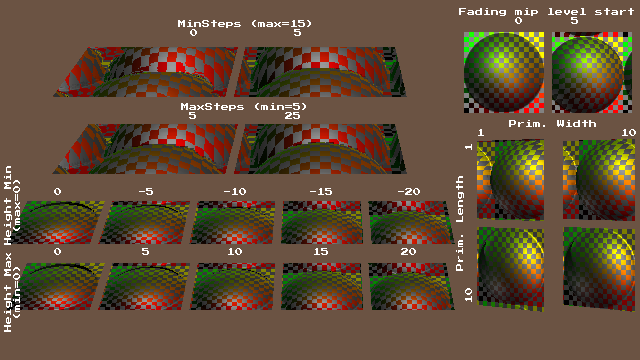 MinSteps (max=15)
0 5
MaxSteps (min=5)
5 25
Height Min
(max=0)
0 -5 -10 -15 -20
Height Max
(min=0)
0 5 10 15 20
Fading mip level start
0 5
Prim. Width
1 10
Prim. Length
1
10